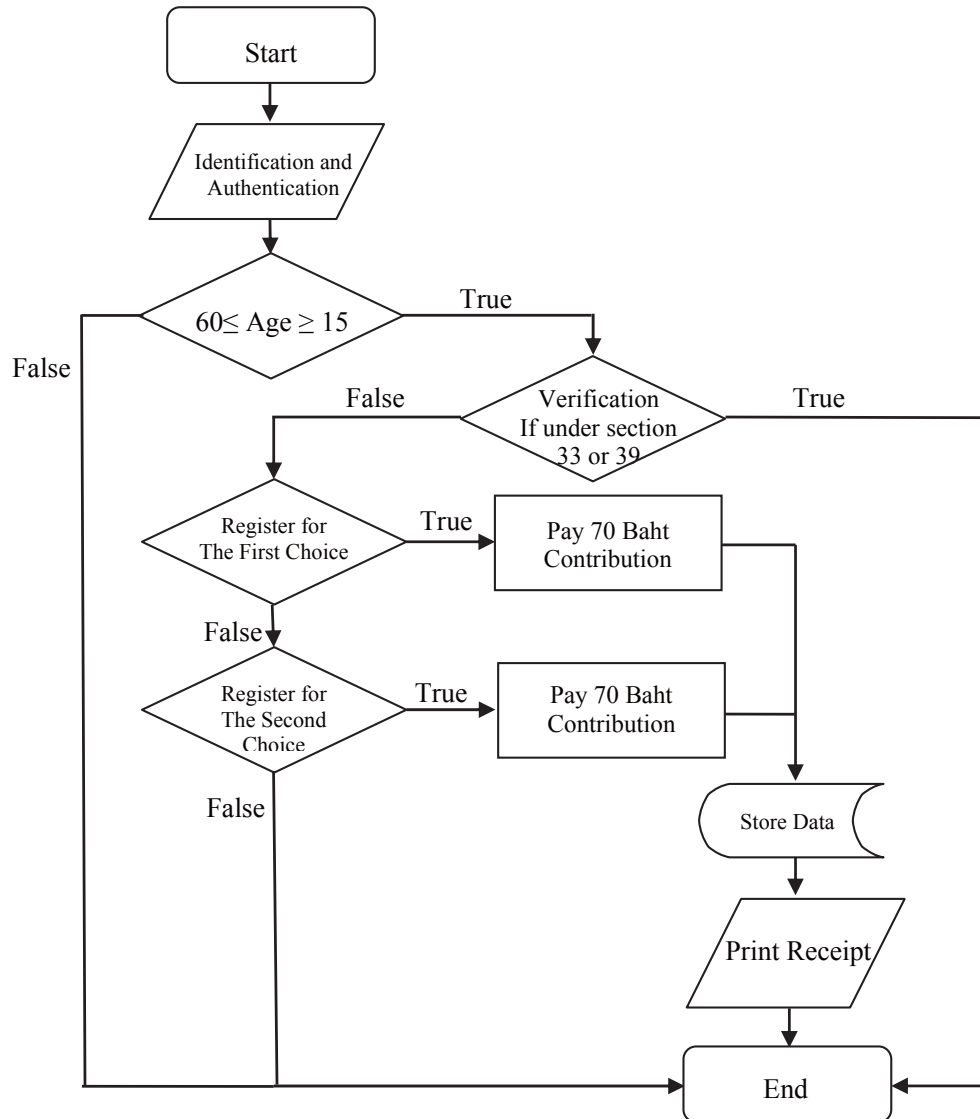 Start
Identification and
Authentication
60≤ Age ≥ 15
True
False
Verification
If under section
33 or 39
False
True
Register for
The First Choice
True
Pay 70 Baht
Contribution
False
Register for
The Second
Choice
True
Pay 70 Baht
Contribution
False
Store Data
Print Receipt
End